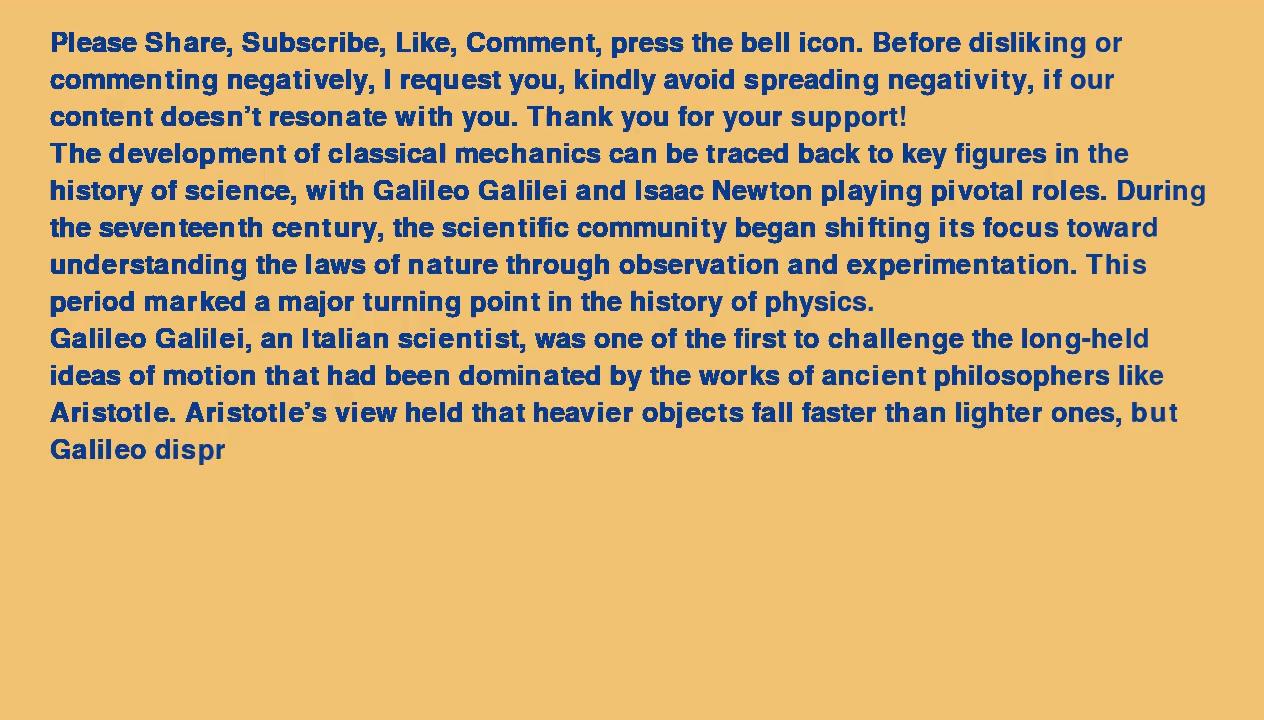 Please Share, Subscribe, Like, Comment, press the bell icon. Before disliking or
commenting negatively, I request you, kindly avoid spreading negativity, if our
content doesn’t resonate with you. Thank you for your support!
The development of classical mechanics can be traced back to key figures in the
history of science, with Galileo Galilei and Isaac Newton playing pivotal roles. During
the seventeenth century, the scientific community began shifting its focus toward
understanding the laws of nature through observation and experimentation. This
period marked a major turning point in the history of physics.
Galileo Galilei, an Italian scientist, was one of the first to challenge the long-held
ideas of motion that had been dominated by the works of ancient philosophers like
Aristotle. Aristotle’s view held that heavier objects fall faster than lighter ones, but
Galileo dispr